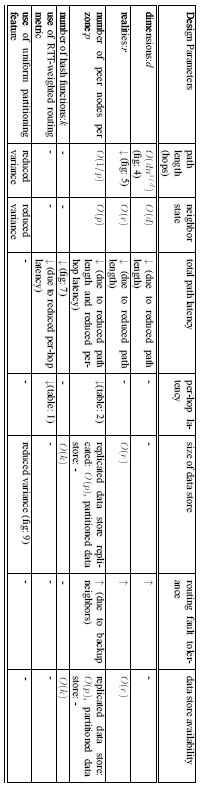 Design Parameters | path length (hops) | neighbor state | total path latency | per-hop latency | size of data store | routing fault tolerance | data store availability
dimensions:d | O(dn^{1/d}) (fig: 4) | O(d) | ↓ (due to reduced path length) | - | - | ↑ | -
realities:r | ↓ (fig: 5) | O(r) | ↓ (due to reduced path length) | - | O(r) | ↑ | O(r)
number of peer nodes per zone:p | O(1/p) | O(p) | ↓ (due to reduced path length and reduced per-hop latency) | ↓(table: 2) | replicated data store replicated: O(p), partitioned data store: - | ↑ (due to backup neighbors) | replicated data store: O(p), partitioned data store: -
number of hash functions:k | - | - | ↓ (fig: 7) | - | O(k) | - | O(k)
use of RTT-weighted routing metric | - | - | ↓ (due to reduced per-hop latency) | ↓(table: 1) | - | - | -
use of uniform partitioning feature | reduced variance | reduced variance | - | - | reduced variance (fig: 9) | - | -